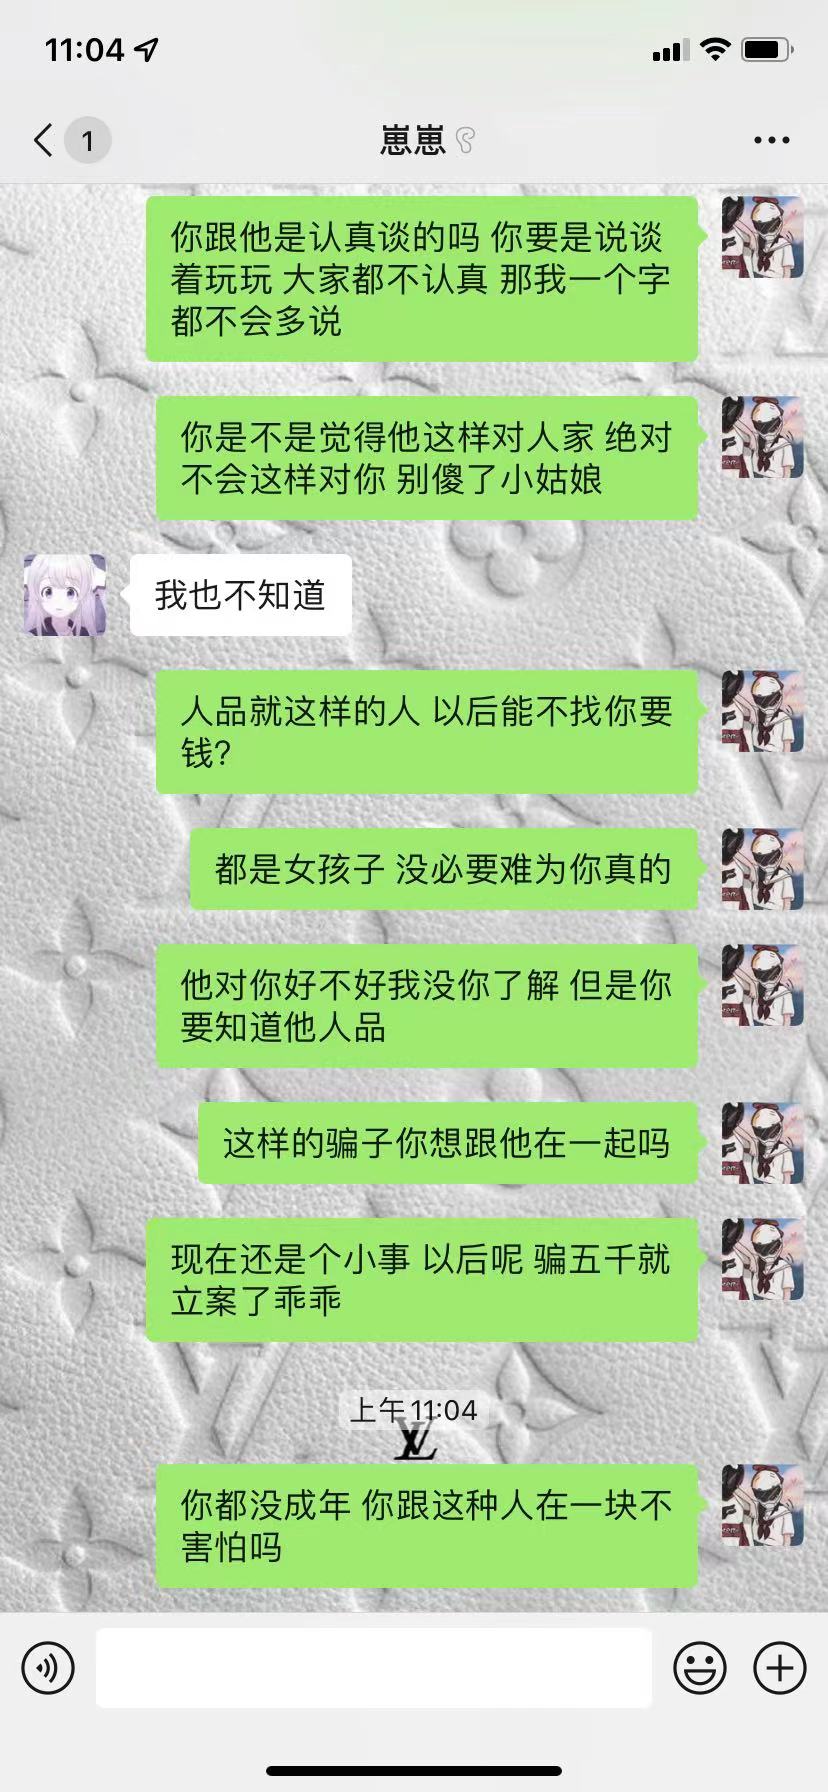 11:04
1
崽崽
你跟他是认真谈的吗 你要是说谈
着玩玩 大家都不认真 那我一个字
都不会多说
你是不是觉得他这样对人家 绝对
不会这样对你 别傻了小姑娘
我也不知道
人品就这样的人 以后能不找你要
钱?
都是女孩子 没必要难为你真的
他对你好不好我没你了解 但是你
要知道他人品
这样的骗子你想跟他在一起吗
现在还是个小事 以后呢 骗五千就
立案了乖乖
上午 11:04
LV
你都没成年 你跟这种人在一块不
害怕吗